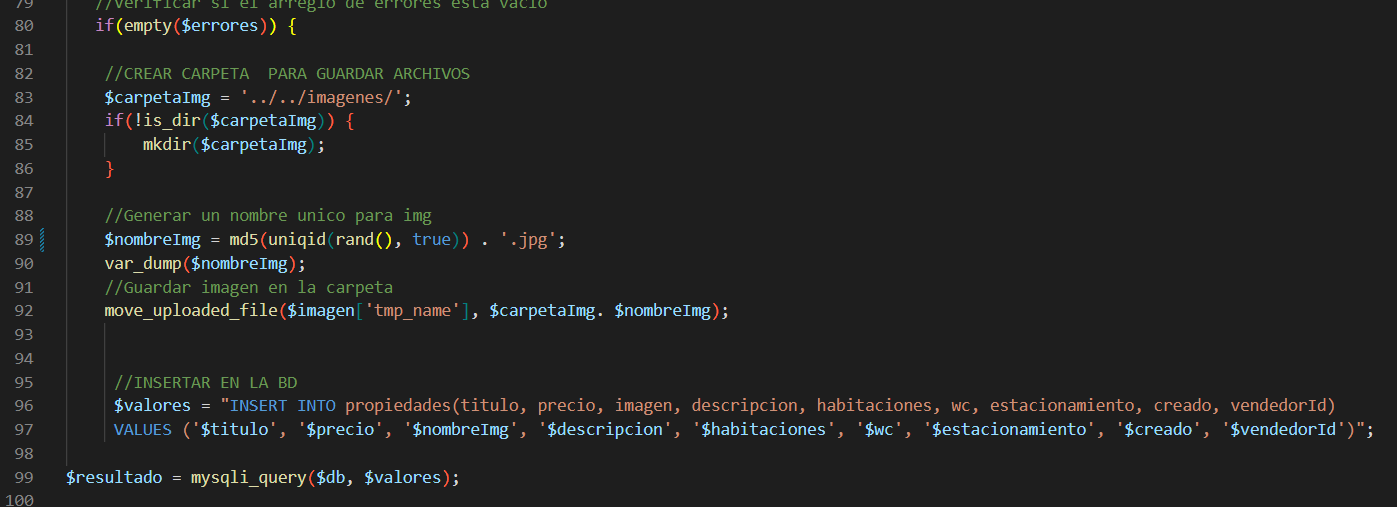 79 //Verificar si el arreglo de errores esta vacio
80 if(empty($errores)) {
81
82 //CREAR CARPETA  PARA GUARDAR ARCHIVOS
83 $carpetaImg = '../../imagenes/';
84 if(!is_dir($carpetaImg)) {
85 mkdir($carpetaImg);
86 }
87
88 //Generar un nombre unico para img
89 $nombreImg = md5(uniqid(rand(), true)) . '.jpg';
90 var_dump($nombreImg);
91 //Guardar imagen en la carpeta
92 move_uploaded_file($imagen['tmp_name'], $carpetaImg. $nombreImg);
93
94
95 //INSERTAR EN LA BD
96 $valores = "INSERT INTO propiedades(titulo, precio, imagen, descripcion, habitaciones, wc, estacionamiento, creado, vendedorId)
97 VALUES ('$titulo', '$precio', '$nombreImg', '$descripcion', '$habitaciones', '$wc', '$estacionamiento', '$creado', '$vendedorId')";
98
99 $resultado = mysqli_query($db, $valores);
100